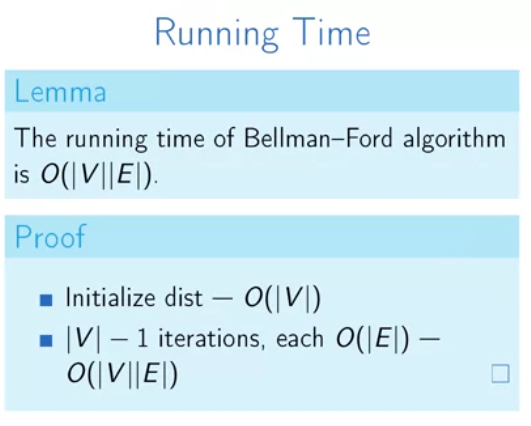 Running Time
Lemma
The running time of Bellman–Ford algorithm
is O(|V||E|).
Proof
Initialize dist — O(|V|)
|V| − 1 iterations, each O(|E|) —
O(|V||E|)